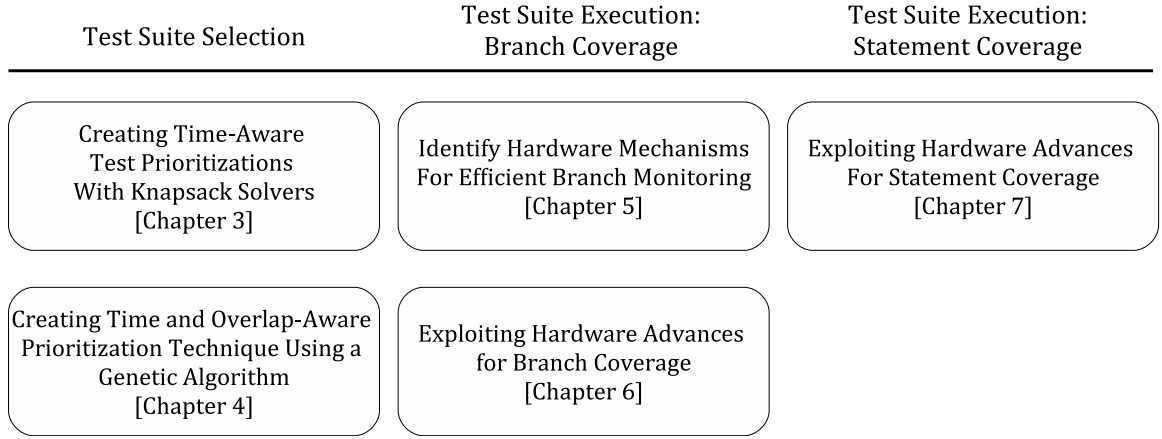 Test Suite Selection
Test Suite Execution:
Branch Coverage
Test Suite Execution:
Statement Coverage
Creating Time-Aware
Test Prioritizations
With Knapsack Solvers
[Chapter 3]
Identify Hardware Mechanisms
For Efficient Branch Monitoring
[Chapter 5]
Exploiting Hardware Advances
For Statement Coverage
[Chapter 7]
Creating Time and Overlap-Aware
Prioritization Technique Using a
Genetic Algorithm
[Chapter 4]
Exploiting Hardware Advances
for Branch Coverage
[Chapter 6]